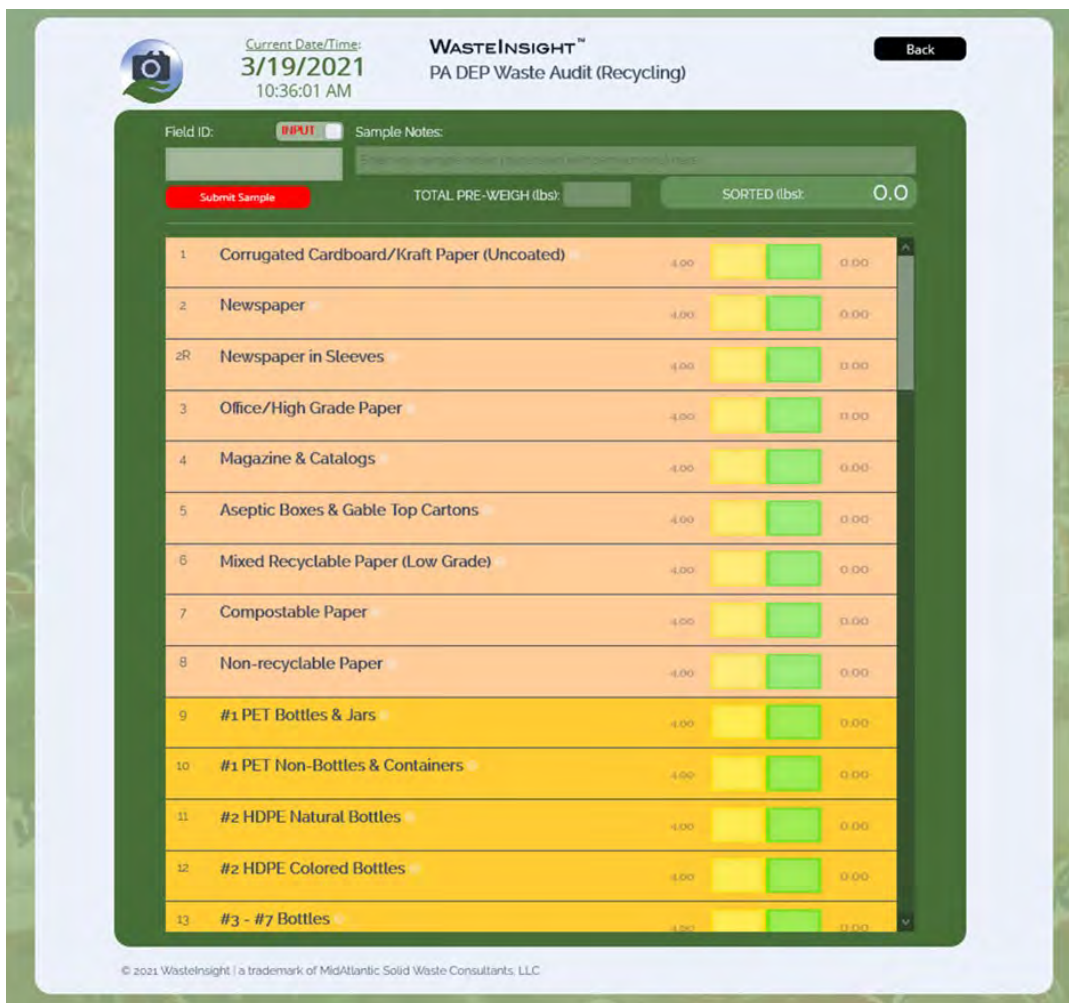 Current Date/Time:
3/19/2021
10:36:01 AM
WASTEINSIGHT™
PA DEP Waste Audit (Recycling)
Back
Field ID:
INPUT
Sample Notes:
Submit Sample
TOTAL PRE-WEIGH (lbs):
SORTED (lbs):
0.0
1 Corrugated Cardboard/Kraft Paper (Uncoated) 4.00 0.00
2 Newspaper 4.00 0.00
2R Newspaper in Sleeves 4.00 0.00
3 Office/High Grade Paper 4.00 0.00
4 Magazine & Catalogs 4.00 0.00
5 Aseptic Boxes & Gable Top Cartons 4.00 0.00
6 Mixed Recyclable Paper (Low Grade) 4.00 0.00
7 Compostable Paper 4.00 0.00
8 Non-recyclable Paper 4.00 0.00
9 #1 PET Bottles & Jars 4.00 0.00
10 #1 PET Non-Bottles & Containers 4.00 0.00
11 #2 HDPE Natural Bottles 4.00 0.00
12 #2 HDPE Colored Bottles 4.00 0.00
13 #3 - #7 Bottles 4.00 0.00
© 2021 WasteInsight | a trademark of MidAtlantic Solid Waste Consultants, LLC